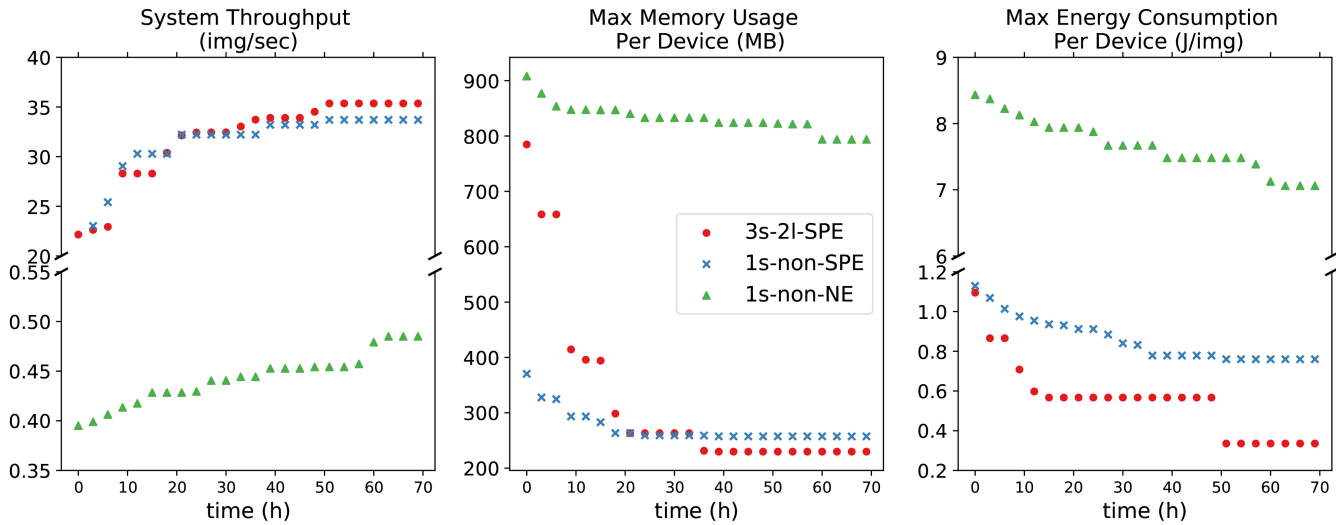 System Throughput
(img/sec)
40
35
30
25
20
0.55
0.50
0.45
0.40
0.35
0 10 20 30 40 50 60 70
time (h)
Max Memory Usage
Per Device (MB)
900
800
700
600
500
400
300
200
3s-2l-SPE
1s-non-SPE
1s-non-NE
0 10 20 30 40 50 60 70
time (h)
Max Energy Consumption
Per Device (J/img)
9
8
7
6
1.2
1.0
0.8
0.6
0.4
0.2
0 10 20 30 40 50 60 70
time (h)